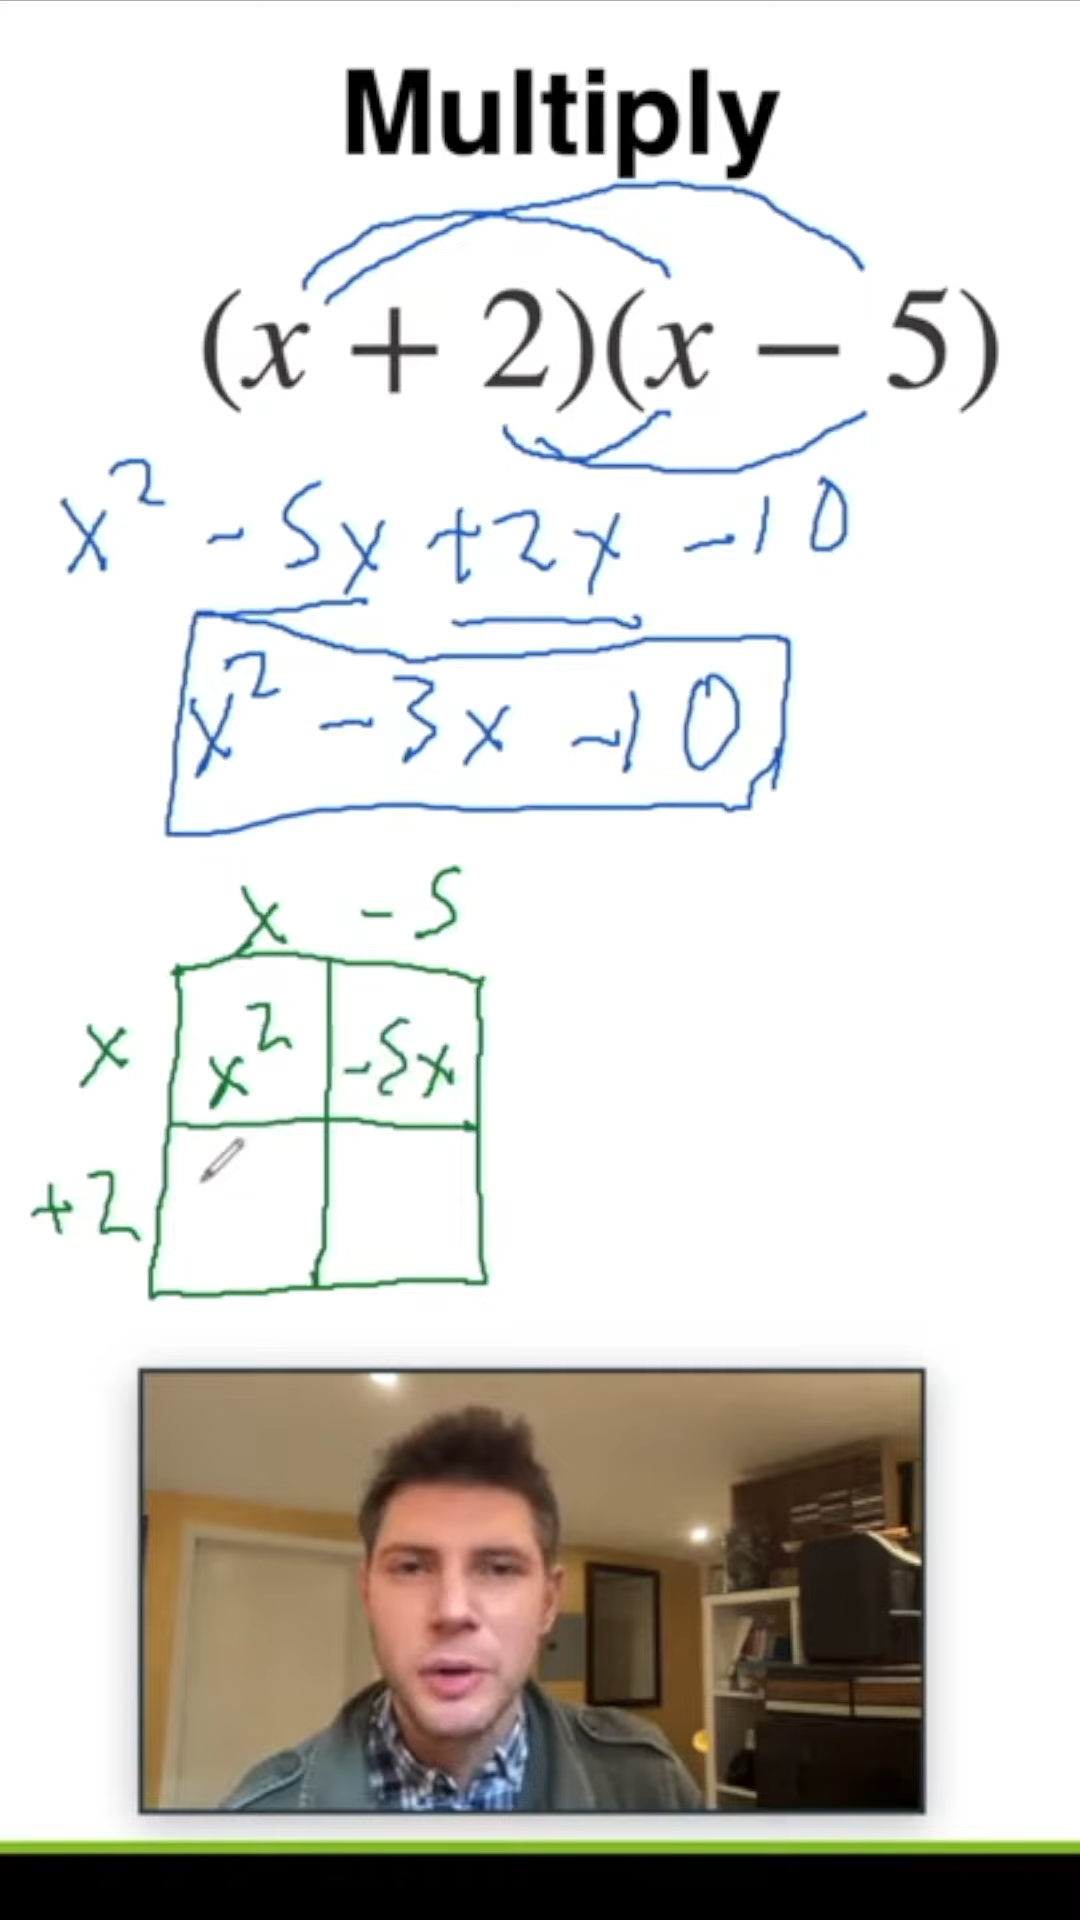 Multiply
(x + 2)(x − 5)
x² - 5x + 2x - 10
x² - 3x - 10
x - 5
x x² -5x
+2